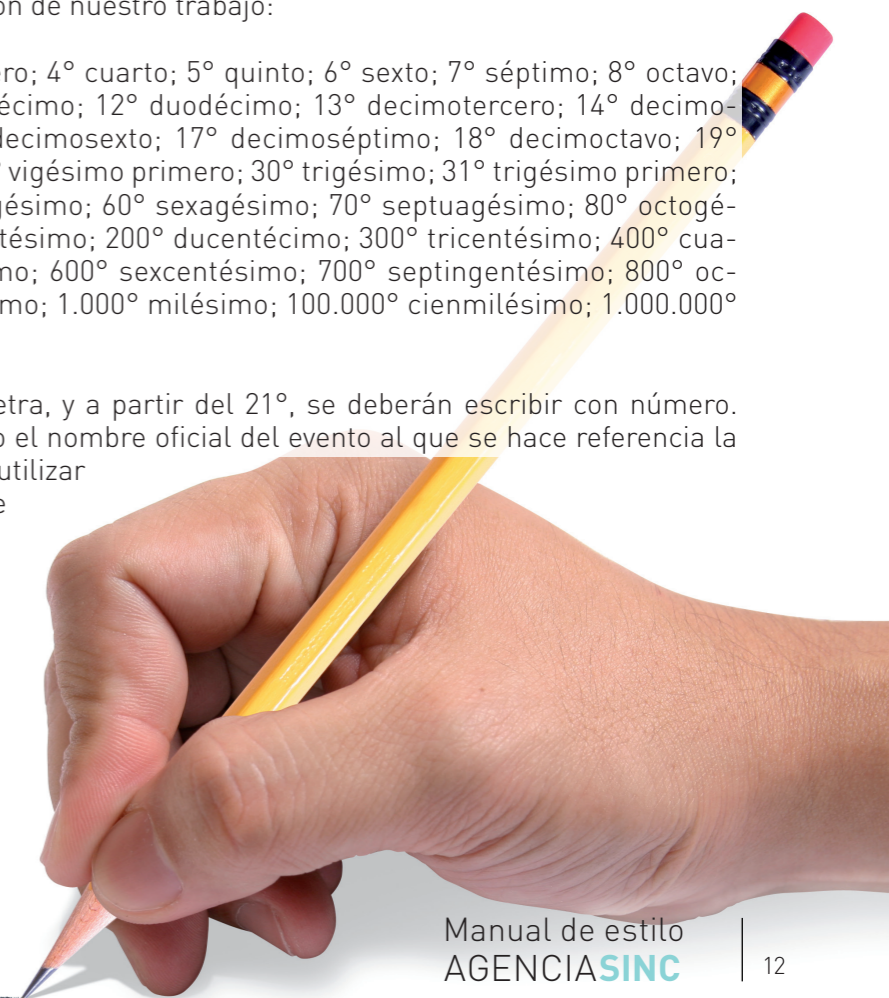 ón de nuestro trabajo:
ero; 4° cuarto; 5° quinto; 6° sexto; 7° séptimo; 8° octavo;
écimo; 12° duodécimo; 13° decimotercero; 14° decimo-
decimosexto; 17° decimoséptimo; 18° decimoctavo; 19°
° vigésimo primero; 30° trigésimo; 31° trigésimo primero;
gésimo; 60° sexagésimo; 70° septuagésimo; 80° octogé-
ntésimo; 200° ducentécimo; 300° tricentésimo; 400° cua-
mo; 600° sexcentésimo; 700° septingentésimo; 800° oc-
imo; 1.000° milésimo; 100.000° cienmilésimo; 1.000.000°
etra, y a partir del 21°, se deberán escribir con número.
o el nombre oficial del evento al que se hace referencia la
utilizar
e
Manual de estilo
AGENCIASINC
12